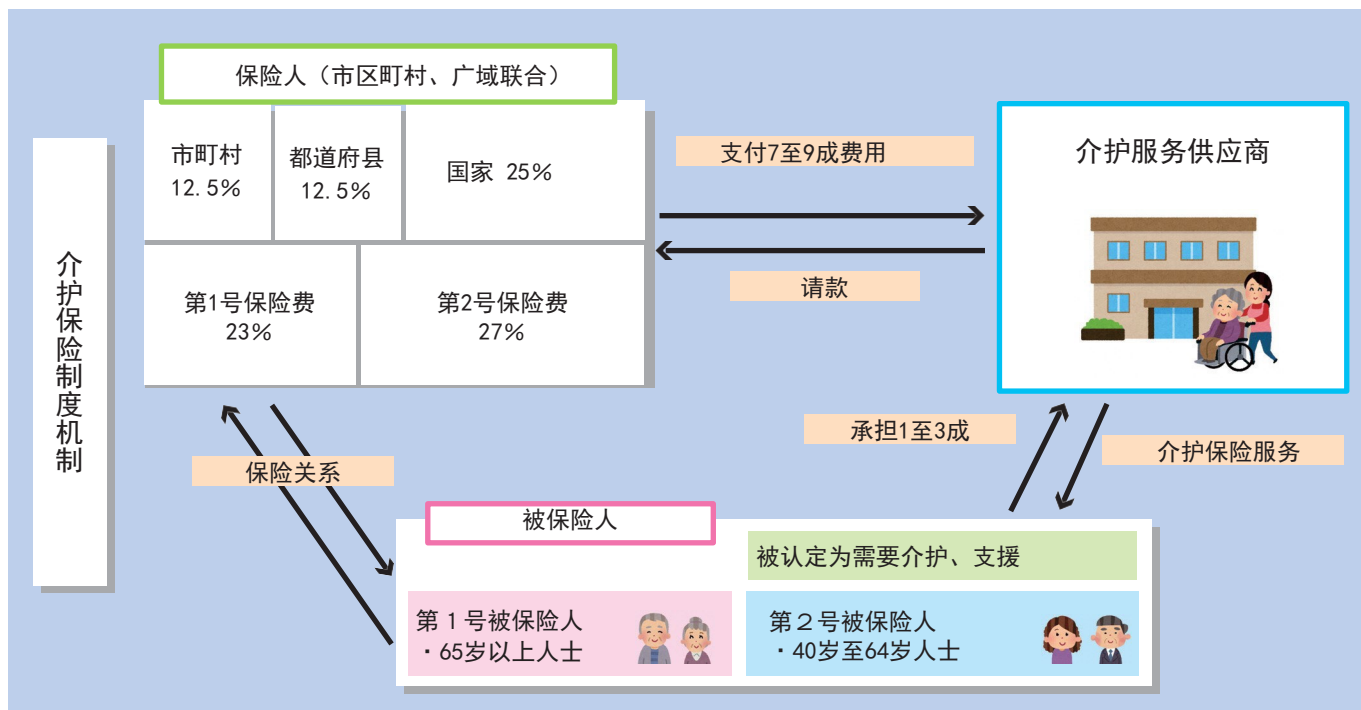 介护保险制度机制
保险人（市区町村、广域联合）
市町村
12.5%
都道府县
12.5%
国家 25%
第1号保险费
23%
第2号保险费
27%
支付7至9成费用
请款
介护服务供应商
保险关系
承担1至3成
介护保险服务
被保险人
被认定为需要介护、支援
第１号被保险人
・65岁以上人士
第２号被保险人
・40岁至64岁人士